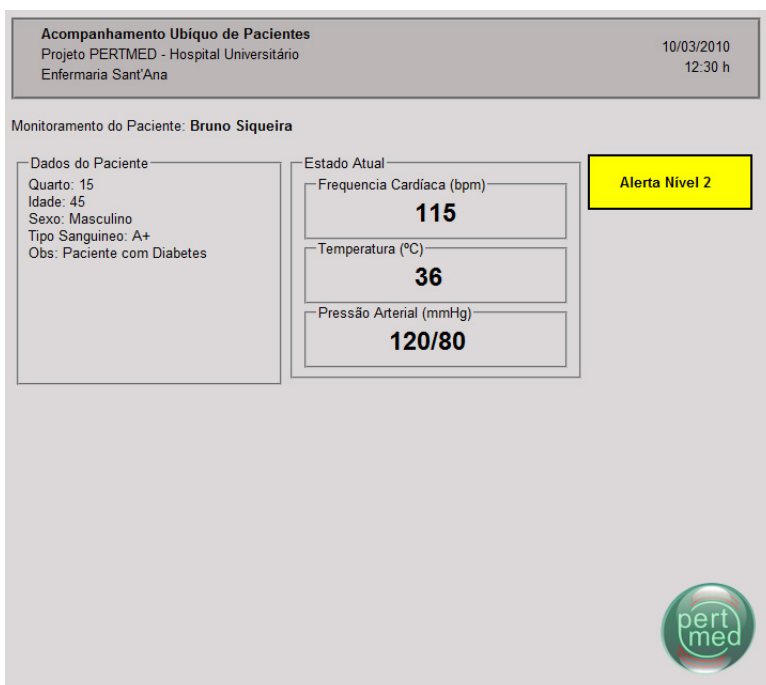 Acompanhamento Ubíquo de Pacientes
Projeto PERTMED - Hospital Universitário
Enfermaria Sant'Ana
10/03/2010
12:30 h
Monitoramento do Paciente: Bruno Siqueira
Dados do Paciente
Quarto: 15
Idade: 45
Sexo: Masculino
Tipo Sanguineo: A+
Obs: Paciente com Diabetes
Estado Atual
Frequencia Cardíaca (bpm)
115
Temperatura (ºC)
36
Pressão Arterial (mmHg)
120/80
Alerta Nível 2
pert
med